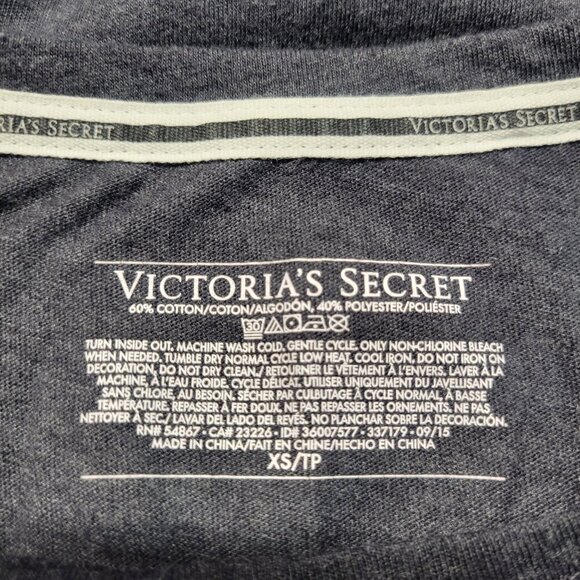 RIA'S SECRET
VICTORIA'S SECRET
VICTORIA'S SECRET
60% COTTON/COTON/ALGODÓN, 40% POLYESTER/POLIÉSTER
30
TURN INSIDE OUT, MACHINE WASH COLD, GENTLE CYCLE. ONLY NON-CHLORINE BLEACH
WHEN NEEDED. TUMBLE DRY NORMAL CYCLE LOW HEAT. COOL IRON, DO NOT IRON ON
DECORATION, DO NOT DRY CLEAN./ RETOURNER LE VÊTEMENT À L'ENVERS. LAVER À LA
MACHINE, À L'EAU FROIDE, CYCLE DÉLICAT. UTILISER UNIQUEMENT DU JAVELLISANT
SANS CHLORE, AU BESOIN. SÉCHER PAR CULBUTAGE À CYCLE NORMAL, À BASSE
TEMPÉRATURE. REPASSER À FER DOUX. NE PAS REPASSER LES ORNEMENTS. NE PAS
NETTOYER À SEC./ LAVAR DEL LADO DEL REVÉS. NO PLANCHAR SOBRE LA DECORACIÓN.
RN# 54867 • CA# 23226 • ID# 36007577 • 337179 • 09/15
MADE IN CHINA/FAIT EN CHINE/HECHO EN CHINA
XS/TP